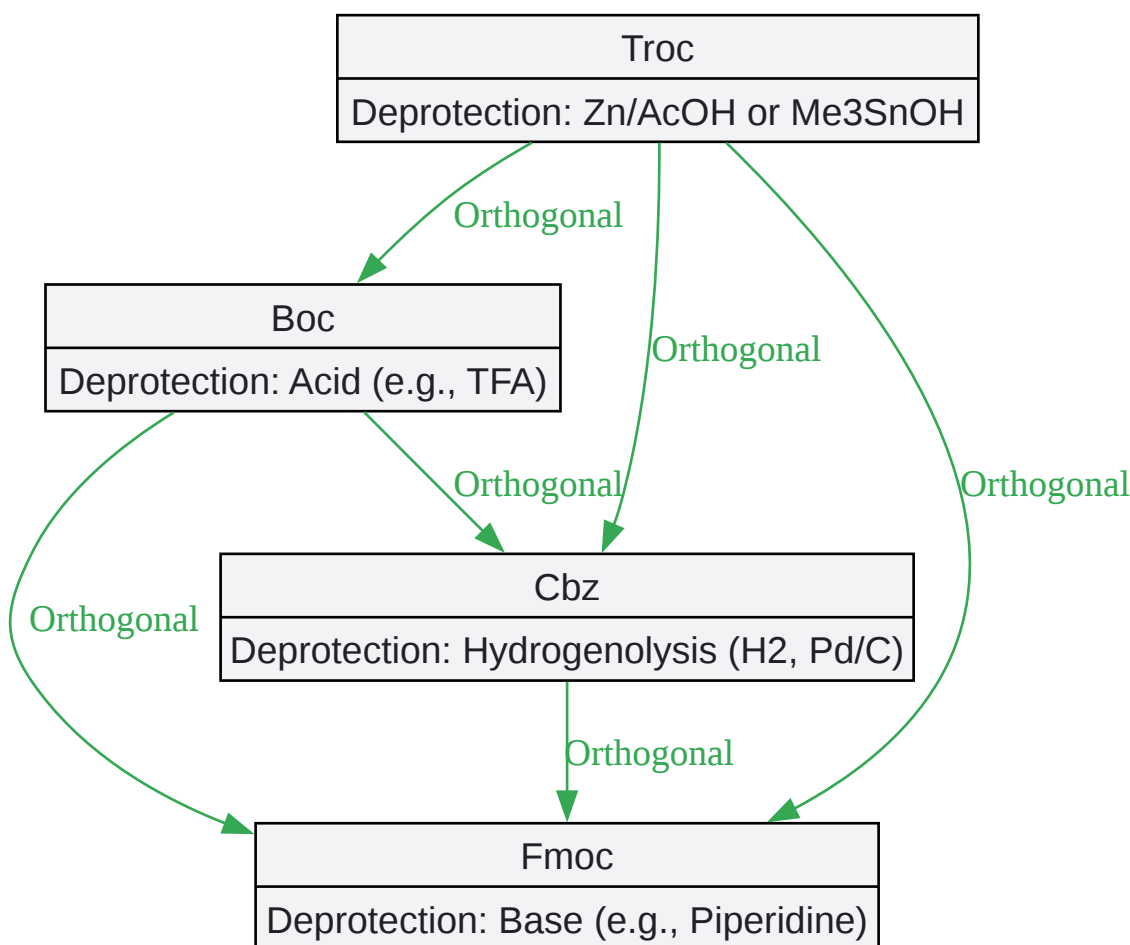 Troc
Deprotection: Zn/AcOH or Me3SnOH
Orthogonal
Boc
Deprotection: Acid (e.g., TFA)
Orthogonal
Orthogonal
Orthogonal
Cbz
Deprotection: Hydrogenolysis (H2, Pd/C)
Orthogonal
Orthogonal
Fmoc
Deprotection: Base (e.g., Piperidine)